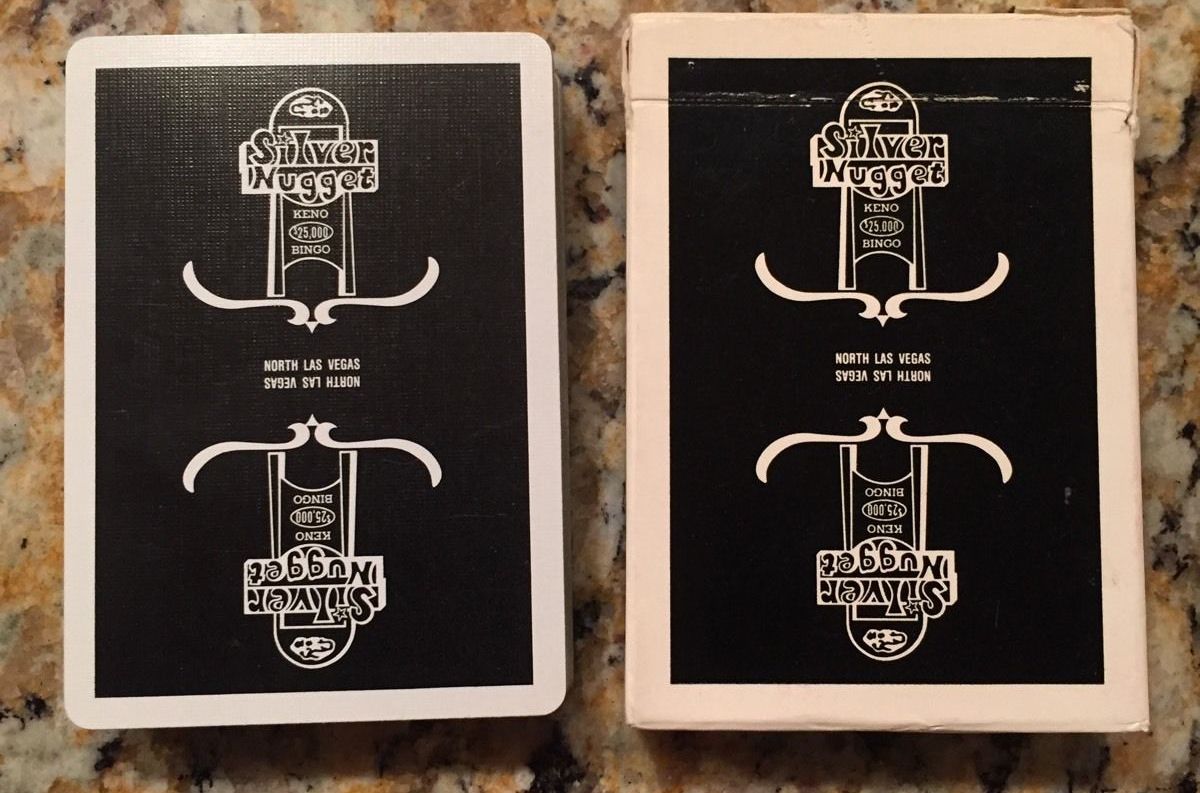 Silver
Nugget
KENO
$25,000
BINGO
NORTH LAS VEGAS
NORTH LAS VEGAS
BINGO
$25,000
KENO
Nugget
Silver
Silver
Nugget
KENO
$25.000
BINGO
NORTH LAS VEGAS
NORTH LAS VEGAS
BINGO
$25.000
KENO
Nugget
Silver